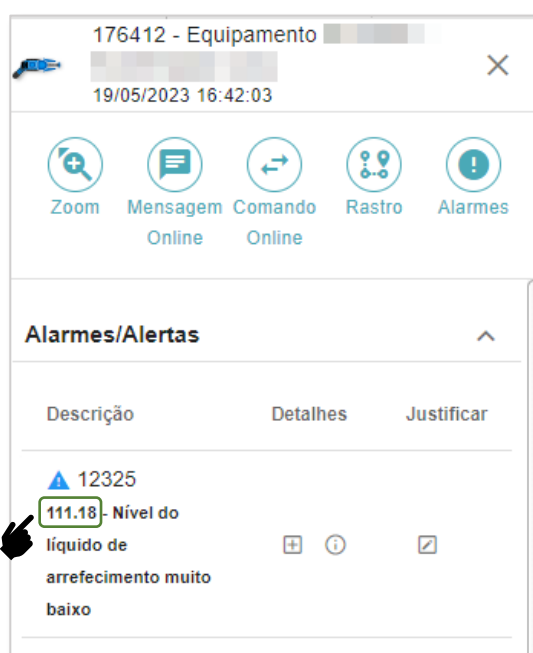 176412 - Equipamento
19/05/2023 16:42:03
Zoom
Mensagem Online
Comando Online
Rastro
Alarmes
Alarmes/Alertas
Descrição Detalhes Justificar
12325
111.18 - Nível do
líquido de
arrefecimento muito
baixo